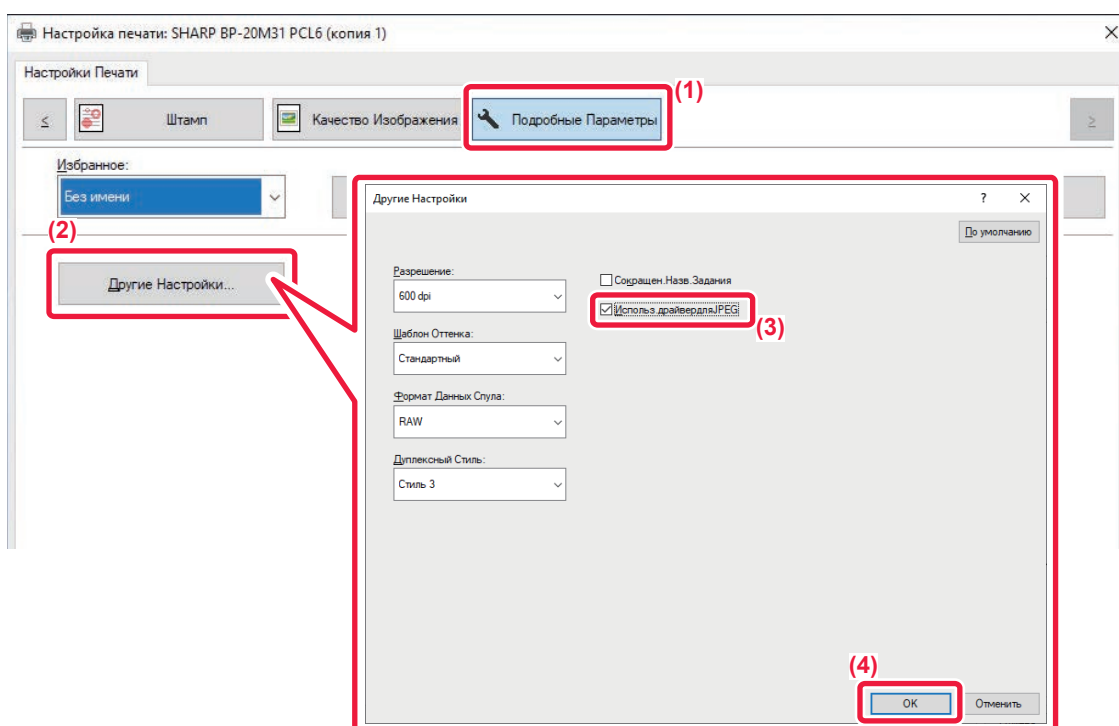 Настройка печати: SHARP BP-20M31 PCL6 (копия 1)
Настройки Печати
(1)
<
Штамп
Качество Изображения
Подробные Параметры
>
Избранное:
Без имени
(2)
Другие Настройки...
Другие Настройки
?
По умолчанию
Разрешение:
600 dpi
Сокращен.Назв.Задания
Использ.драйвердляJPEG
(3)
Шаблон Оттенка:
Стандартный
Формат Данных Спула:
RAW
Дуплексный Стиль:
Стиль 3
(4)
OK
Отменить